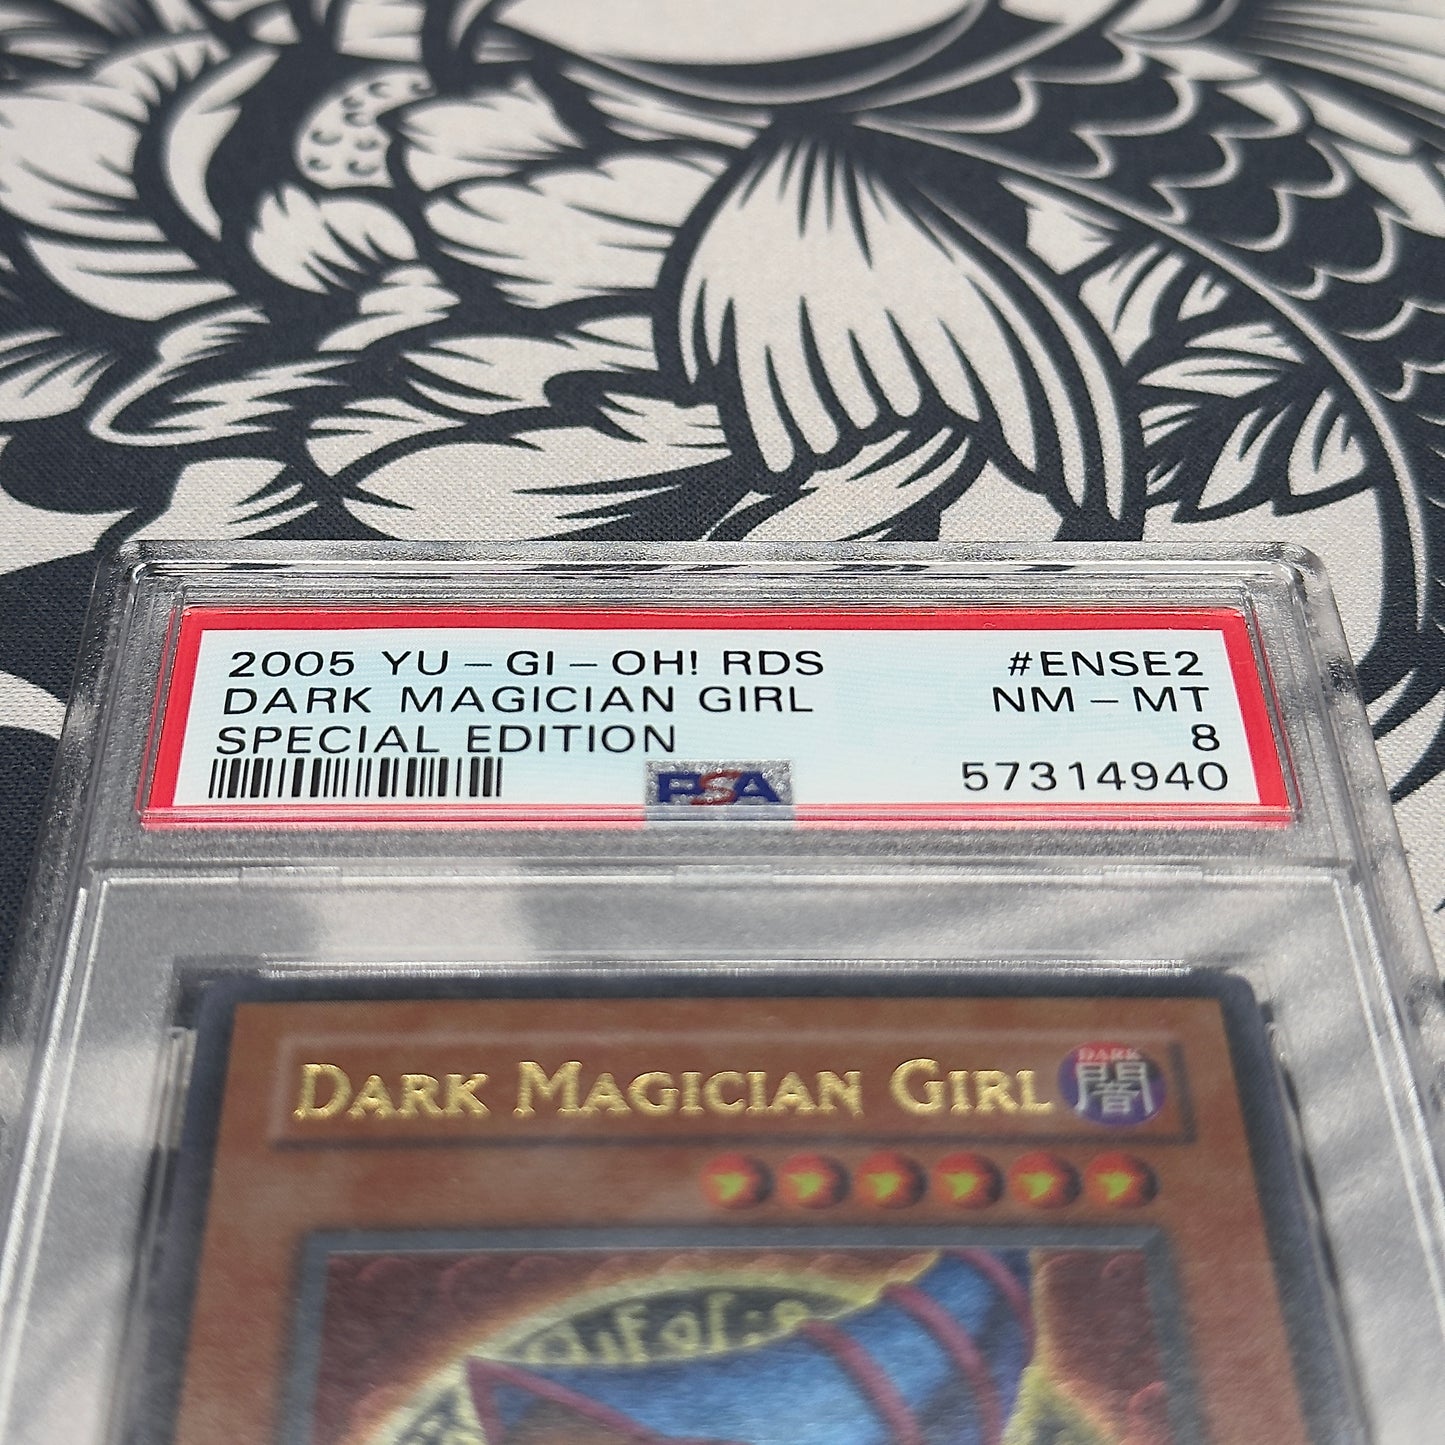 2005 YU-GI-OH! RDS #ENSE2
DARK MAGICIAN GIRL NM-MT
SPECIAL EDITION 8
PSA 57314940
DARK MAGICIAN GIRL
DARK
闇